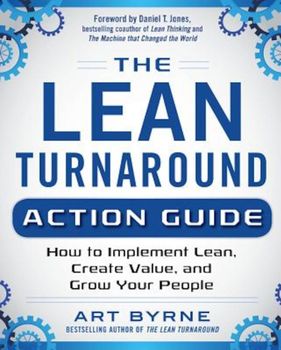 Foreword by Daniel T. Jones,
bestselling coauthor of Lean Thinking and
The Machine that Changed the World
THE
LEAN
TURNAROUND
ACTION GUIDE
How to Implement Lean,
Create Value, and
Grow Your People
ART BYRNE
BESTSELLING AUTHOR OF THE LEAN TURNAROUND